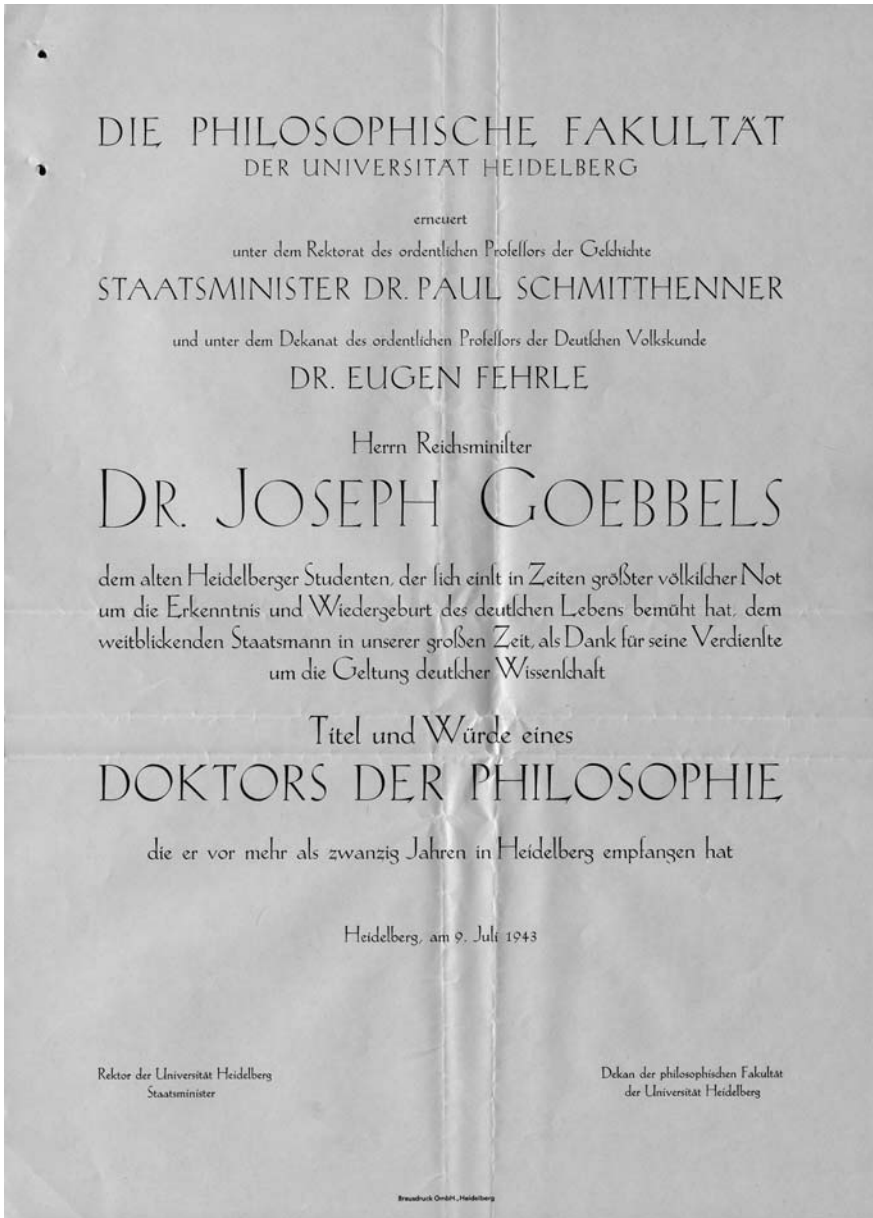 DIE PHILOSOPHISCHE FAKULTÄT
DER UNIVERSITÄT HEIDELBERG
erneuert
unter dem Rektorat des ordentlichen Profeſſors der Geſchichte
STAATSMINISTER DR. PAUL SCHMITTHENNER
und unter dem Dekanat des ordentlichen Profeſſors der Deutſchen Volkskunde
DR. EUGEN FEHRLE
Herrn Reichsminiſter
DR. JOSEPH GOEBBELS
dem alten Heidelberger Studenten, der ſich einſt in Zeiten größter völkiſcher Not
um die Erkenntnis und Wiedergeburt des deutſchen Lebens bemüht hat, dem
weitblickenden Staatsmann in unserer großen Zeit, als Dank für seine Verdienſte
um die Geltung deutſcher Wissenſchaft
Titel und Würde eines
DOKTORS DER PHILOSOPHIE
die er vor mehr als zwanzig Jahren in Heidelberg empfangen hat
Heidelberg, am 9. Juli 1943
Rektor der Universität Heidelberg
Staatsminister
Dekan der philosophischen Fakultät
der Universität Heidelberg
Brausdruck GmbH., Heidelberg